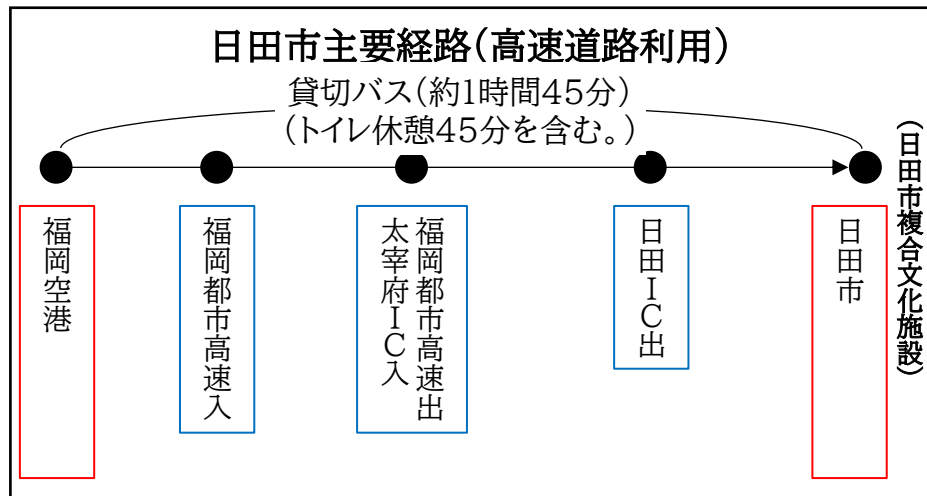 日田市主要経路（高速道路利用）
貸切バス（約1時間45分）
（トイレ休憩45分を含む。）
福岡空港
福岡都市高速入
福岡都市高速出
太宰府ＩＣ入
日田ＩＣ出
日田市
（日田市複合文化施設）